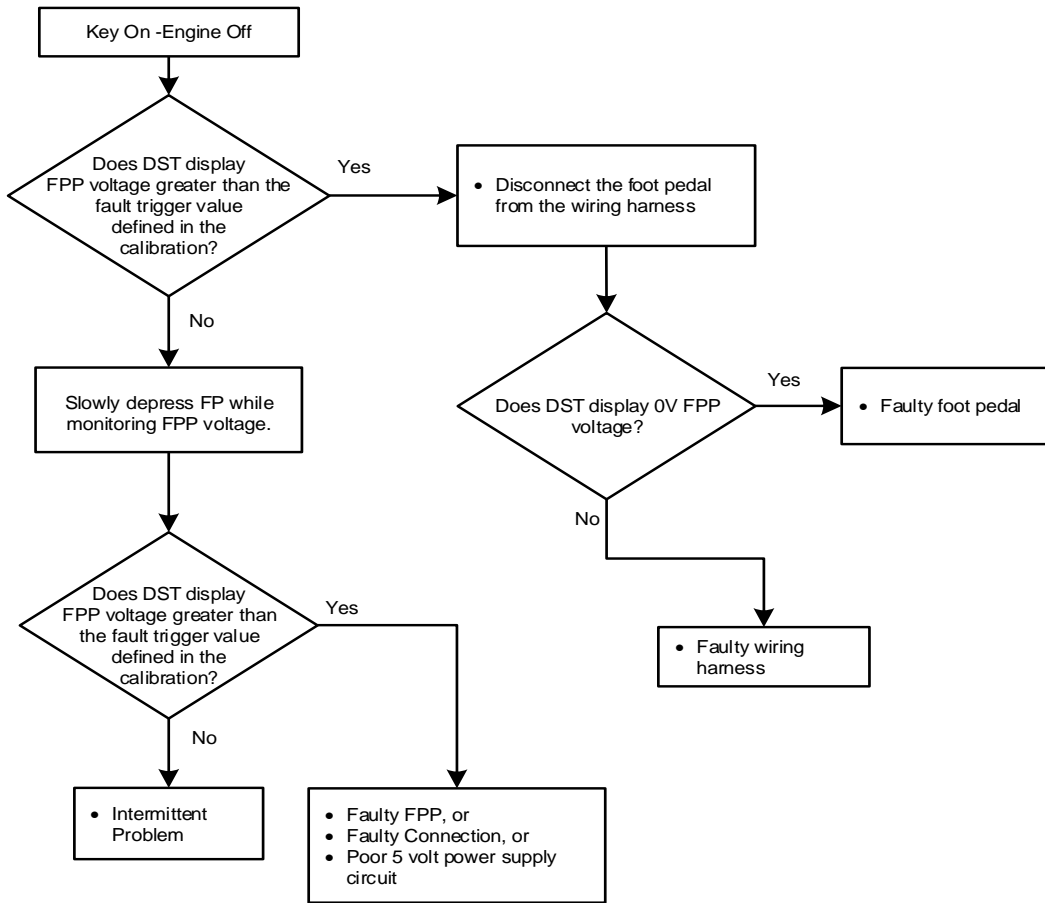 Key On -Engine Off
Does DST display
FPP voltage greater than the
fault trigger value
defined in the
calibration?
Yes
• Disconnect the foot pedal
from the wiring harness
No
Slowly depress FP while
monitoring FPP voltage.
Does DST display 0V FPP
voltage?
Yes
• Faulty foot pedal
No
• Faulty wiring
harness
Does DST display
FPP voltage greater than
the fault trigger value
defined in the
calibration?
Yes
No
• Intermittent
Problem
• Faulty FPP, or
• Faulty Connection, or
• Poor 5 volt power supply
circuit